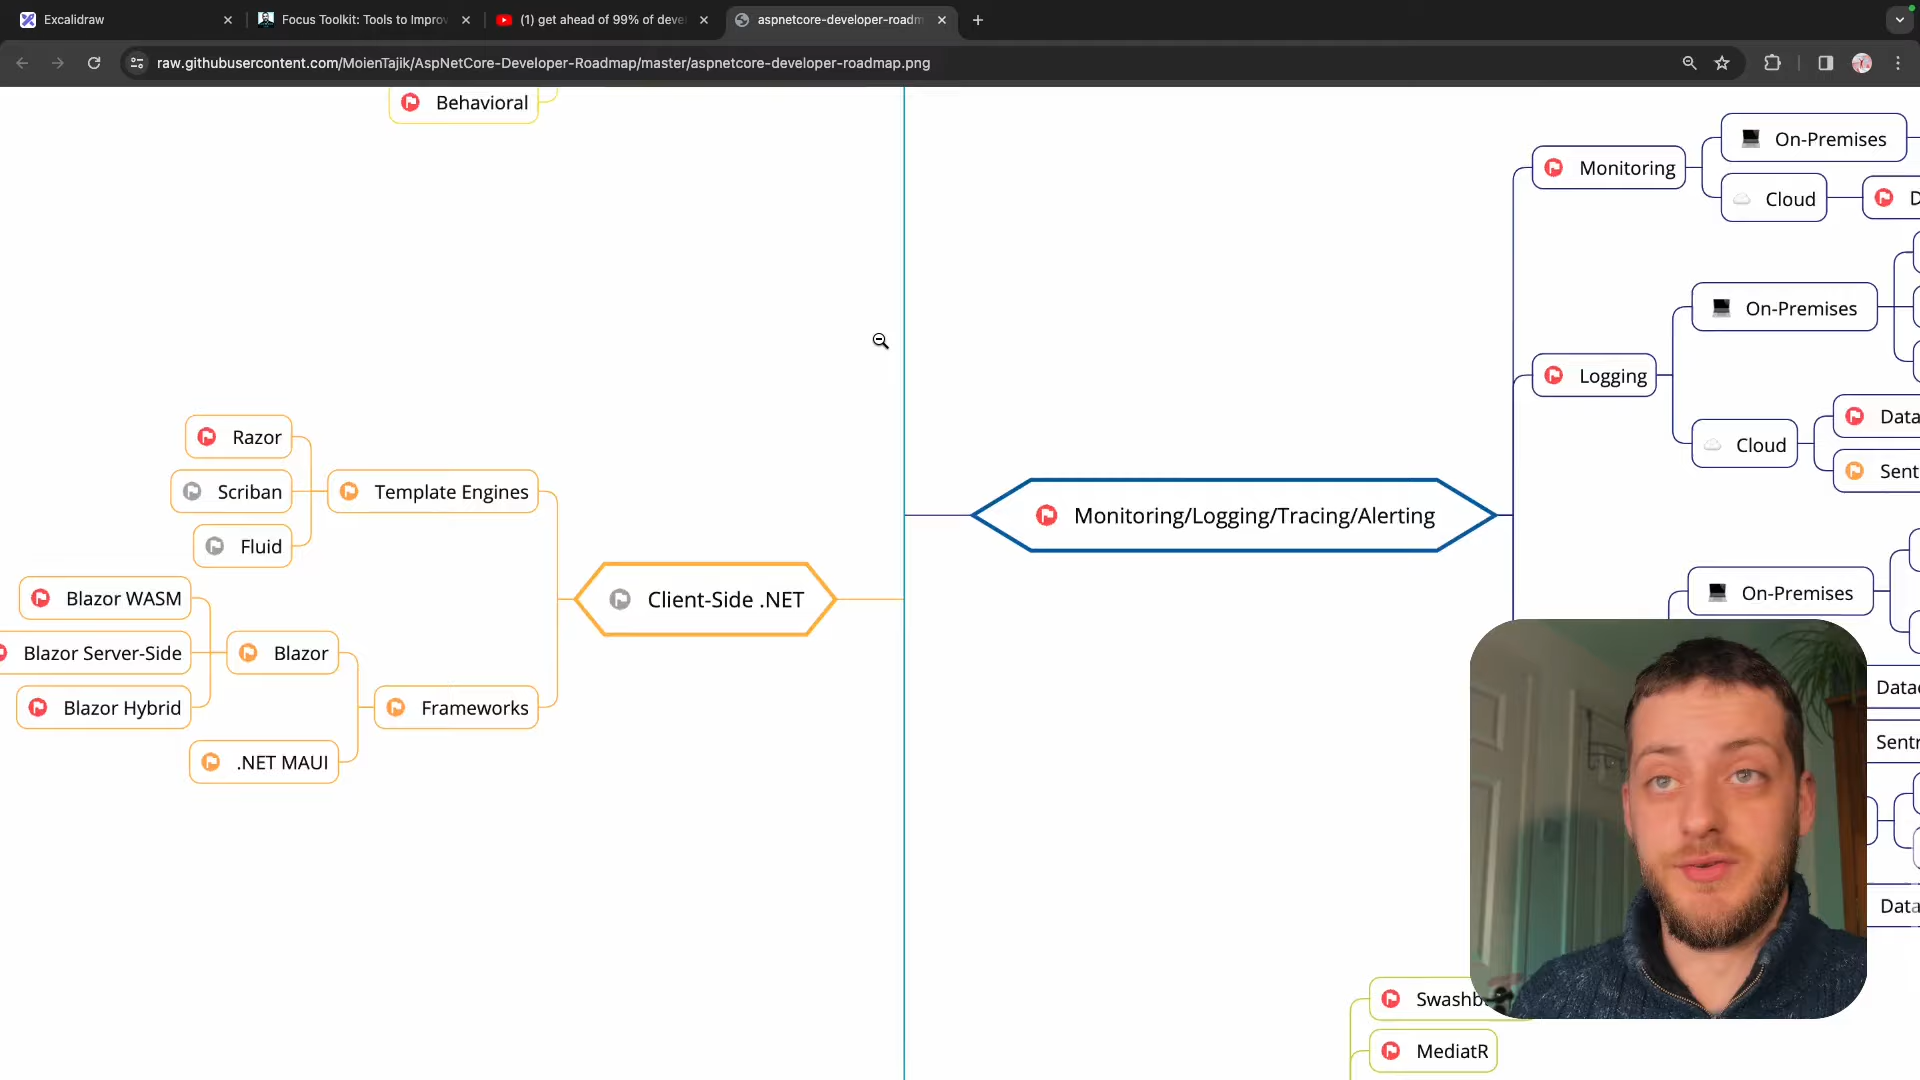 Excalidraw
Focus Toolkit: Tools to Improv
(1) get ahead of 99% of deve
aspnetcore-developer-roadm
raw.githubusercontent.com/MoienTajik/AspNetCore-Developer-Roadmap/master/aspnetcore-developer-roadmap.png
Behavioral
On-Premises
Monitoring
Cloud
D
On-Premises
Logging
Data
Cloud
Sent
Razor
Template Engines
Scriban
Fluid
Monitoring/Logging/Tracing/Alerting
Client-Side .NET
On-Premises
Blazor WASM
Blazor Server-Side
Blazor
Blazor Hybrid
Frameworks
.NET MAUI
Datad
Sentr
Data
Swashb
MediatR